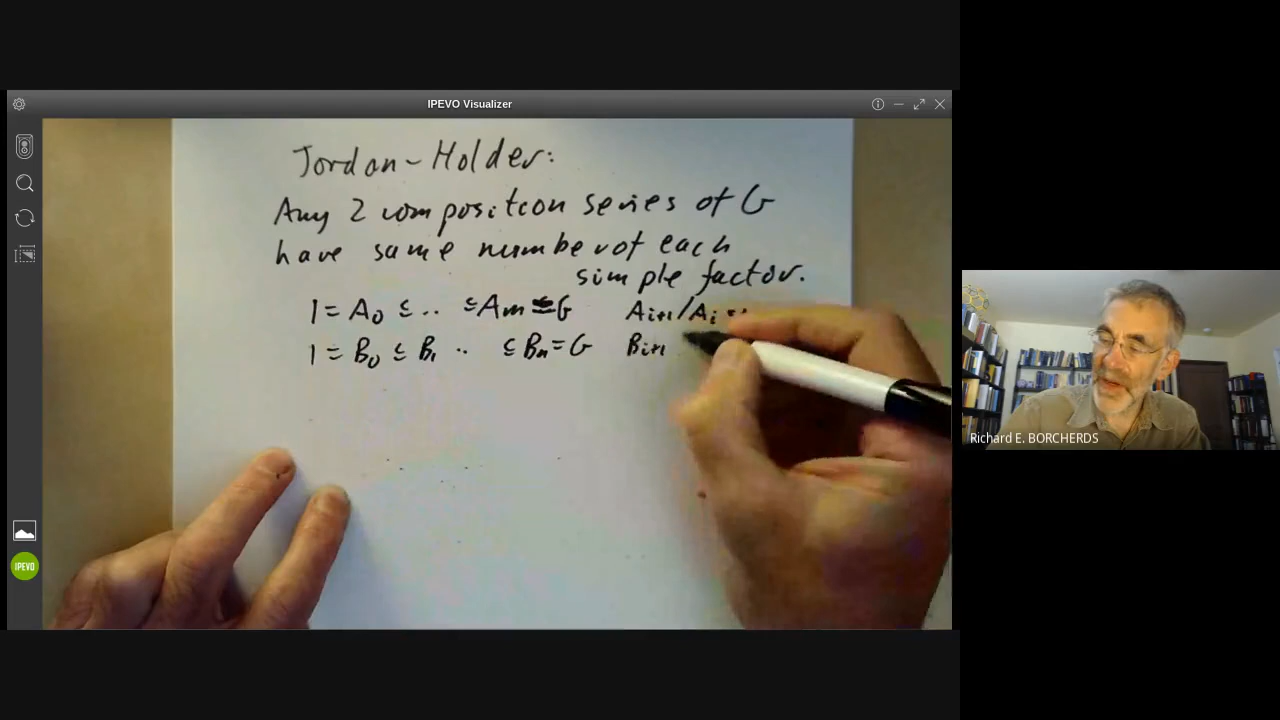 IPEVO Visualizer
Jordan-Holder:
Any 2 composition series of G
have same number of each
simple factor.
1 = A₀ ≤ .. ≤ Aₘ = G Aᵢ₊₁/Aᵢ
1 = B₀ ≤ B₁ .. ≤ Bₙ = G Bᵢ₊₁
IPEVO
Richard E. BORCHERDS